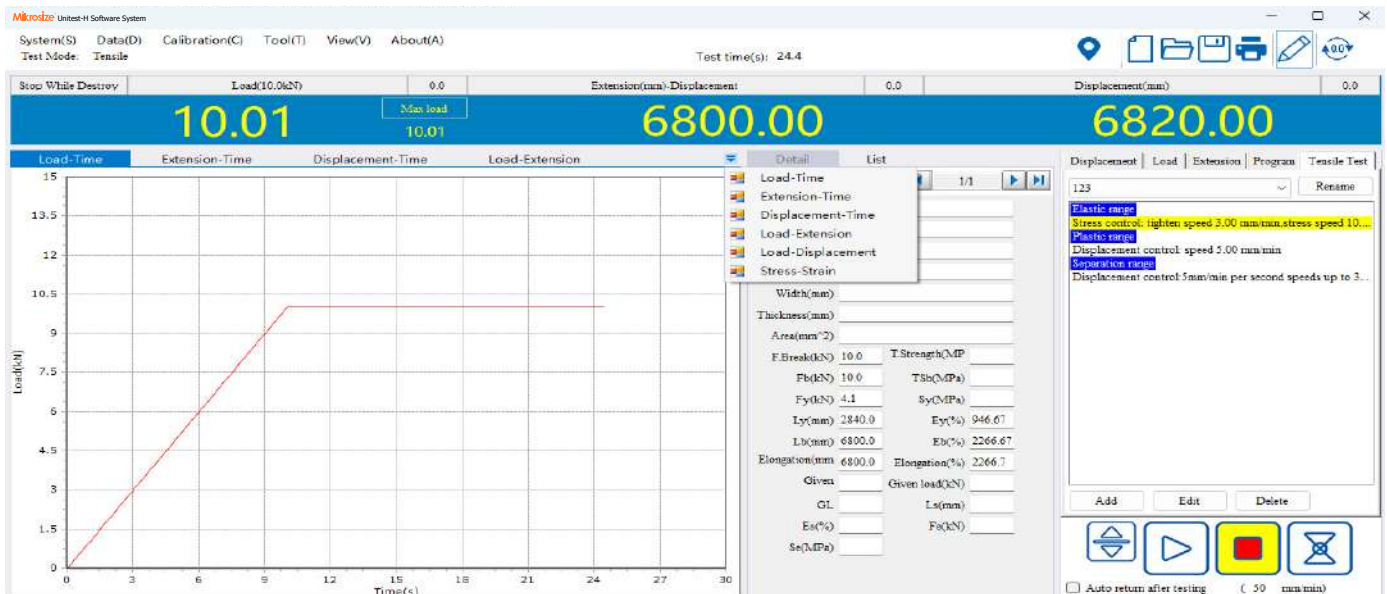 Mikrosize Unitest-H Software System
System(S) Data(D) Calibration(C) Tool(T) View(V) About(A)
Test Mode: Tensile
Test time(s): 24.4
Stop While Destroy Load(10.0kN) 0.0 Extension(mm)-Displacement 0.0 Displacement(mm) 0.0
10.01 Max load 10.01 6800.00 6820.00
Load-Time Extension-Time Displacement-Time Load-Extension
Detail List
1/1
Load-Time
Extension-Time
Displacement-Time
Load-Extension
Load-Displacement
Stress-Strain
Width(mm)
Thickness(mm)
Area(mm^2)
F.Break(kN) 10.0 T.Strength(MP
Fb(kN) 10.0 TSb(MPa)
Fy(kN) 4.1 Sy(MPa)
Ly(mm) 2840.0 Ey(%) 946.67
Lb(mm) 6800.0 Eb(%) 2266.67
Elongation(mm 6800.0 Elongation(%) 2266.7
Given Given load(kN)
GL Ls(mm)
Es(%) Fe(kN)
Se(MPa)
15
13.5
12
10.5
9
7.5
6
4.5
3
1.5
0
Load(kN)
0 3 6 9 12 15 18 21 24 27 30
Time(s)
Displacement Load Extension Program Tensile Test
123 Rename
Elastic range
Stress control: tighten speed 3.00 mm/min,stress speed 10....
Plastic range
Displacement control: speed 5.00 mm/min
Separation range
Displacement control:5mm/min per second speeds up to 3...
Add Edit Delete
Auto return after testing ( 50 mm/min)